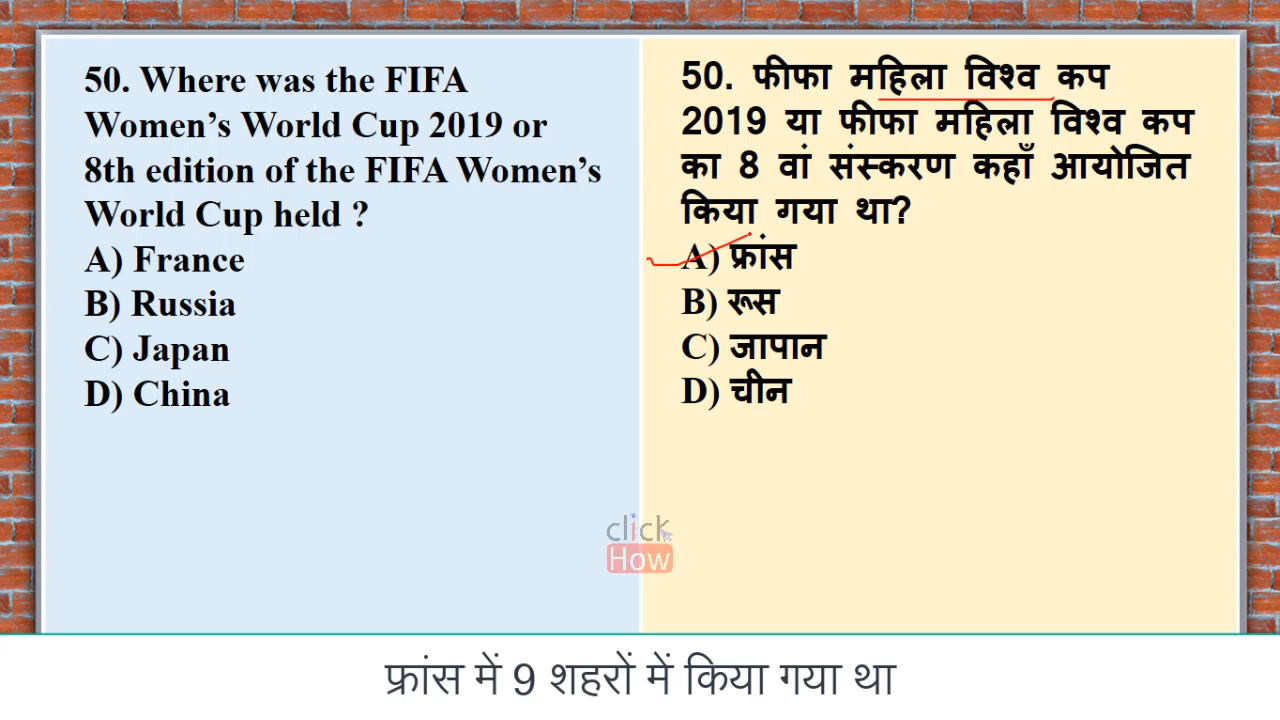 50. Where was the FIFA
Women’s World Cup 2019 or
8th edition of the FIFA Women’s
World Cup held ?
A) France
B) Russia
C) Japan
D) China
50. फीफा महिला विश्व कप
2019 या फीफा महिला विश्व कप
का 8 वां संस्करण कहाँ आयोजित
किया गया था?
A) फ्रांस
B) रूस
C) जापान
D) चीन
click
How
फ्रांस में 9 शहरों में किया गया था